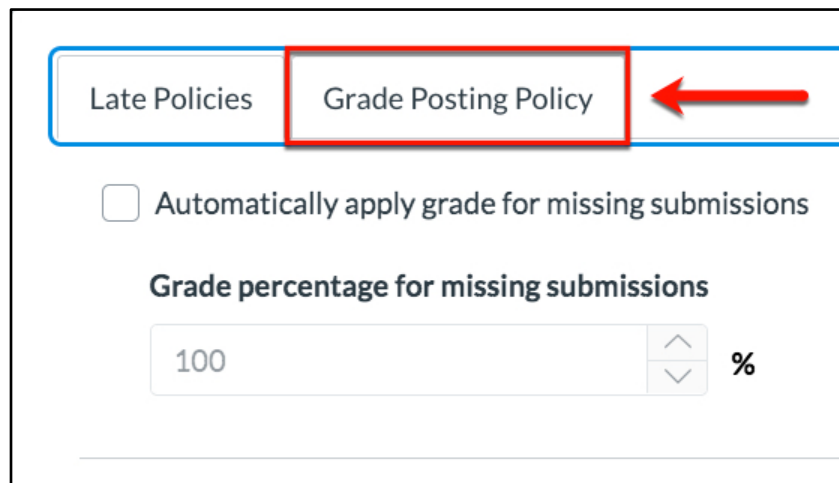 Late Policies Grade Posting Policy
Automatically apply grade for missing submissions
Grade percentage for missing submissions
100 %